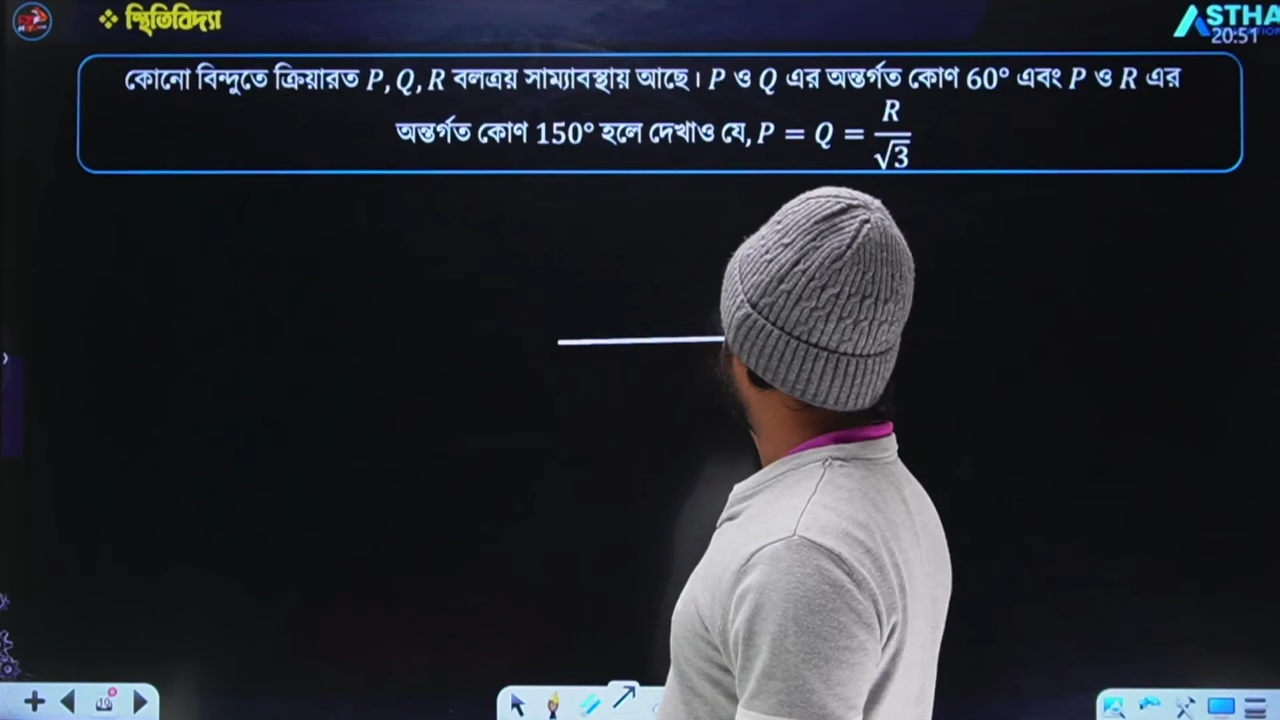 ❖ স্থিতিবিদ্যা
ASTHA
20:51
কোনো বিন্দুতে ক্রিয়ারত P, Q, R বলত্রয় সাম্যাবস্থায় আছে। P ও Q এর অন্তর্গত কোণ 60° এবং P ও R এর
অন্তর্গত কোণ 150° হলে দেখাও যে, P = Q = R/√3